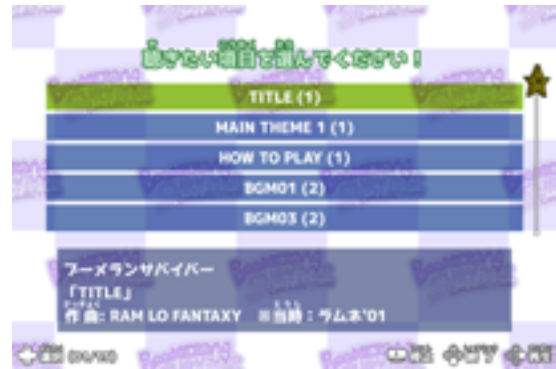 聴きたい項目を選んでください！
TITLE (1)
MAIN THEME 1 (1)
HOW TO PLAY (1)
BGM01 (2)
BGM03 (2)
ブーメランサバイバー
「TITLE」
作曲: RAM LO FANTAXY ※当時：ラムネ'01